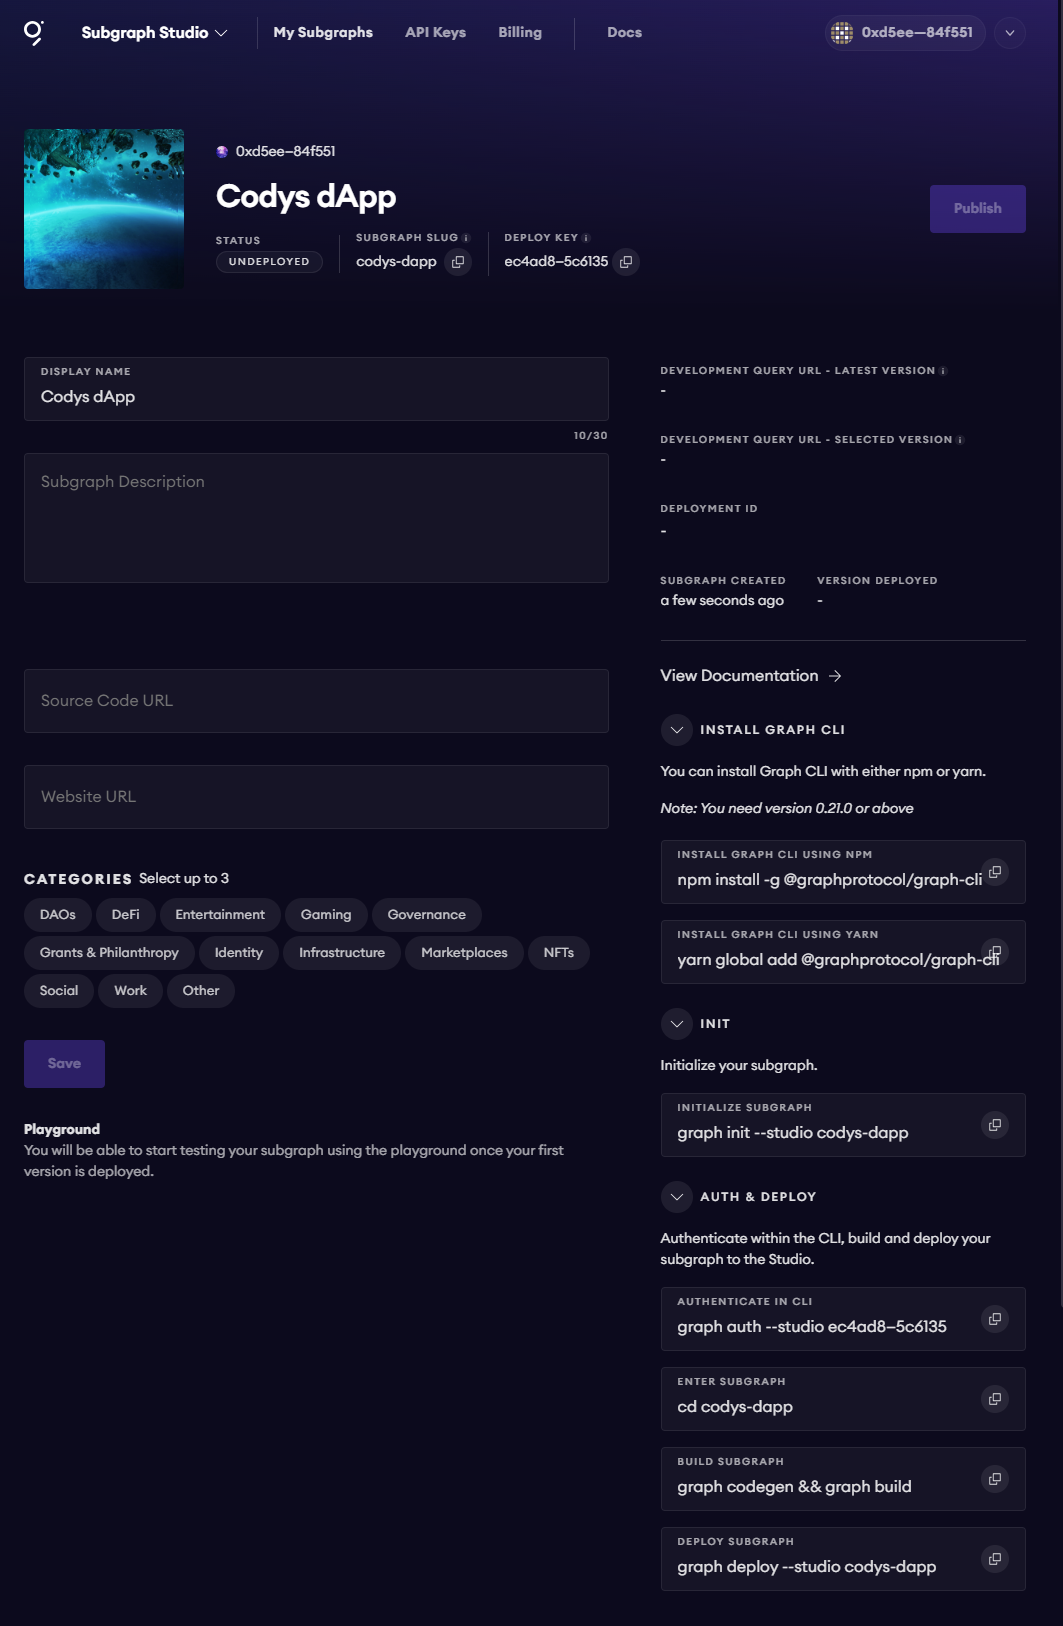 Subgraph Studio
My Subgraphs
API Keys
Billing
Docs
0xd5ee—84f551
0xd5ee—84f551
Codys dApp
Publish
STATUS
UNDEPLOYED
SUBGRAPH SLUG
codys-dapp
DEPLOY KEY
ec4ad8—5c6135
DISPLAY NAME
Codys dApp
10/30
Subgraph Description
Source Code URL
Website URL
CATEGORIES Select up to 3
DAOs DeFi Entertainment Gaming Governance
Grants & Philanthropy Identity Infrastructure Marketplaces NFTs
Social Work Other
Save
Playground
You will be able to start testing your subgraph using the playground once your first
version is deployed.
DEVELOPMENT QUERY URL - LATEST VERSION
-
DEVELOPMENT QUERY URL - SELECTED VERSION
-
DEPLOYMENT ID
-
SUBGRAPH CREATED
a few seconds ago
VERSION DEPLOYED
-
View Documentation →
INSTALL GRAPH CLI
You can install Graph CLI with either npm or yarn.
Note: You need version 0.21.0 or above
INSTALL GRAPH CLI USING NPM
npm install -g @graphprotocol/graph-cli
INSTALL GRAPH CLI USING YARN
yarn global add @graphprotocol/graph-cli
INIT
Initialize your subgraph.
INITIALIZE SUBGRAPH
graph init --studio codys-dapp
AUTH & DEPLOY
Authenticate within the CLI, build and deploy your
subgraph to the Studio.
AUTHENTICATE IN CLI
graph auth --studio ec4ad8—5c6135
ENTER SUBGRAPH
cd codys-dapp
BUILD SUBGRAPH
graph codegen && graph build
DEPLOY SUBGRAPH
graph deploy --studio codys-dapp